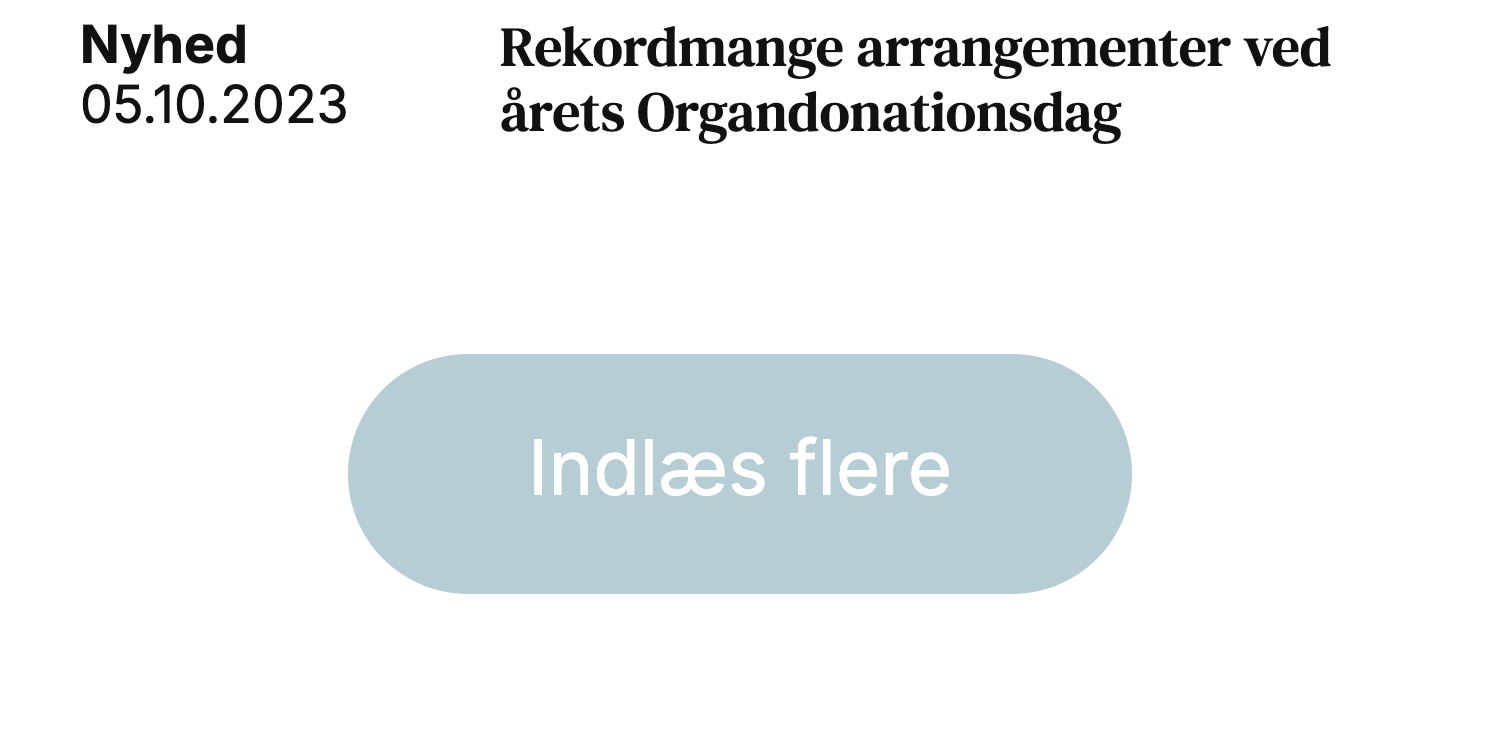 Nyhed
05.10.2023
Rekordmange arrangementer ved
årets Organdonationsdag
Indlæs flere